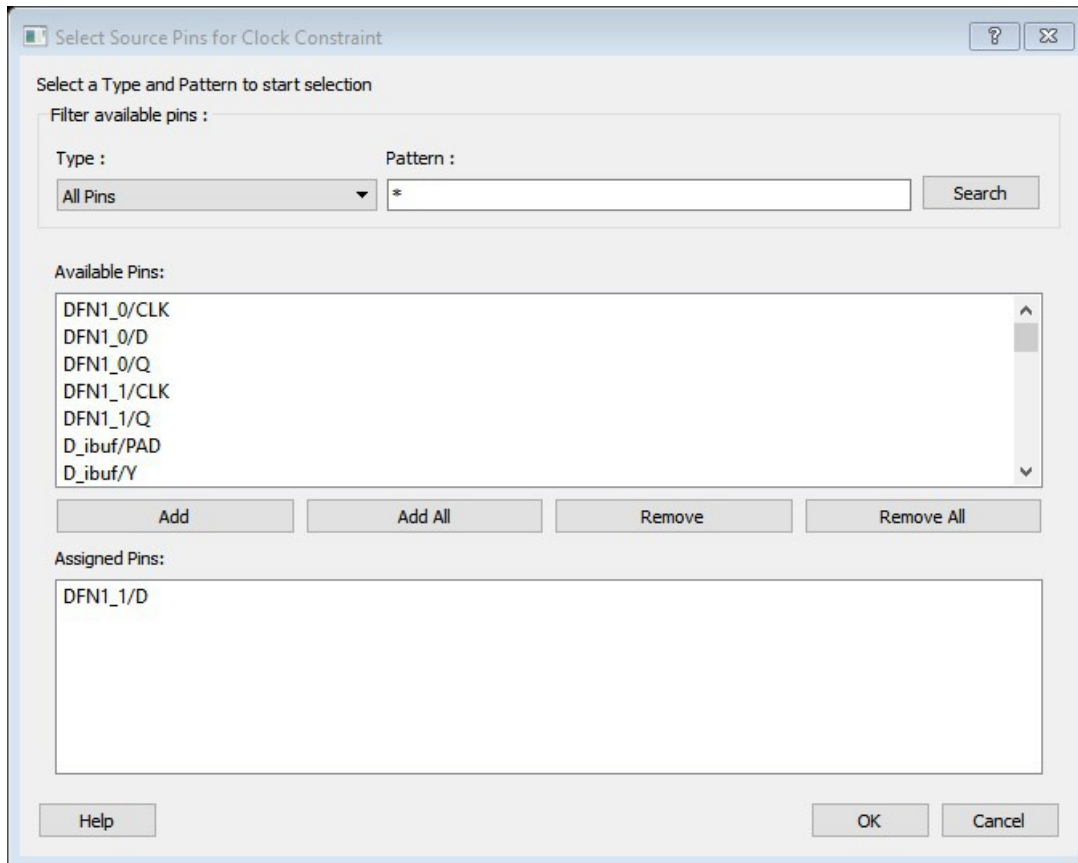 Select Source Pins for Clock Constraint
?
Select a Type and Pattern to start selection
Filter available pins :
Type : Pattern :
All Pins * Search
Available Pins:
DFN1_0/CLK
DFN1_0/D
DFN1_0/Q
DFN1_1/CLK
DFN1_1/Q
D_ibuf/PAD
D_ibuf/Y
Add Add All Remove Remove All
Assigned Pins:
DFN1_1/D
Help OK Cancel